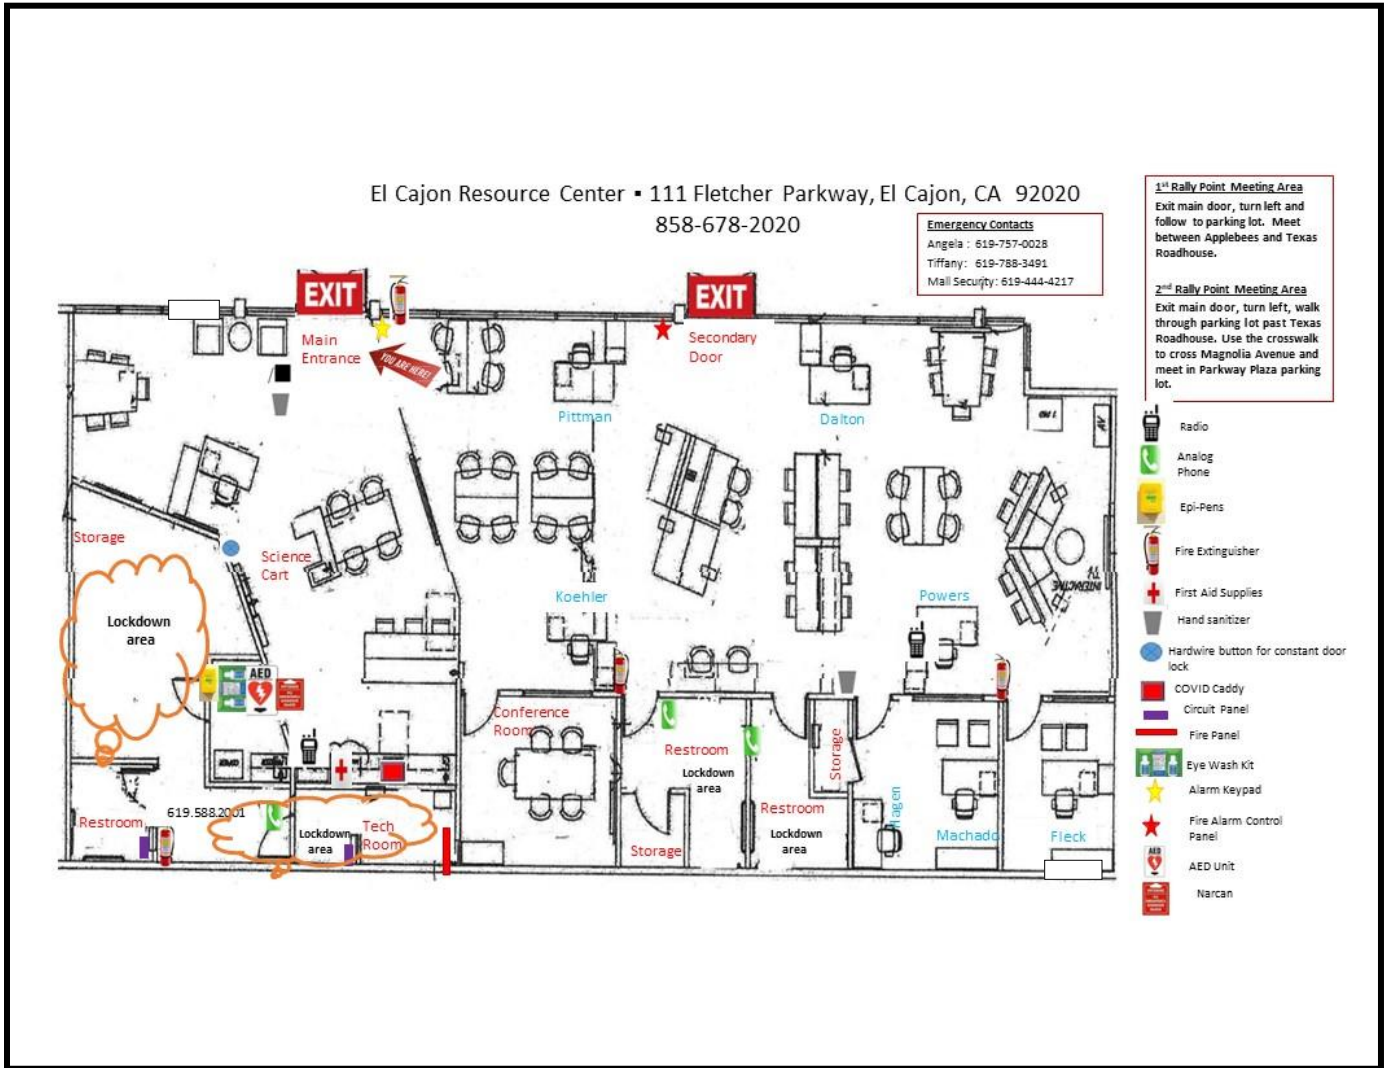 El Cajon Resource Center ▪ 111 Fletcher Parkway, El Cajon, CA 92020
858-678-2020
Emergency Contacts
Angela : 619-757-0028
Tiffany: 619-788-3491
Mall Security: 619-444-4217
1st Rally Point Meeting Area
Exit main door, turn left and
follow to parking lot. Meet
between Applebees and Texas
Roadhouse.
2nd Rally Point Meeting Area
Exit main door, turn left, walk
through parking lot past Texas
Roadhouse. Use the crosswalk
to cross Magnolia Avenue and
meet in Parkway Plaza parking
lot.
EXIT
EXIT
Main
Entrance
YOU ARE HERE!
Secondary
Door
Pittman
Dalton
Storage
Science
Cart
Lockdown
area
Koehler
Powers
INTERACTIVE
TV
AED
Conference
Room
Restroom
Lockdown
area
Storage
Restroom
Lockdown
area
Storage
Hagen
Machado
Fleck
619.588.2001
Restroom
Lockdown
area
Tech
Room
Radio
Analog
Phone
Epi-Pens
Fire Extinguisher
First Aid Supplies
Hand sanitizer
Hardwire button for constant door
lock
COVID Caddy
Circuit Panel
Fire Panel
Eye Wash Kit
Alarm Keypad
Fire Alarm Control
Panel
AED
AED Unit
Narcan